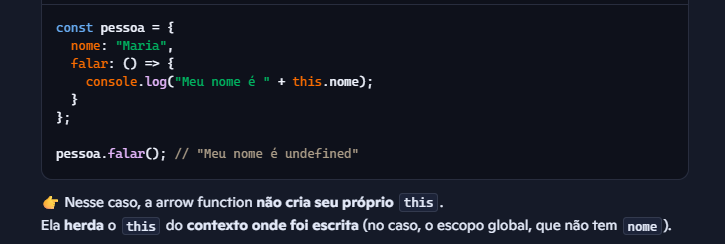 const pessoa = {
  nome: "Maria",
  falar: () => {
    console.log("Meu nome é " + this.nome);
  }
};

pessoa.falar(); // "Meu nome é undefined"
👉 Nesse caso, a arrow function não cria seu próprio this.
Ela herda o this do contexto onde foi escrita (no caso, o escopo global, que não tem nome).